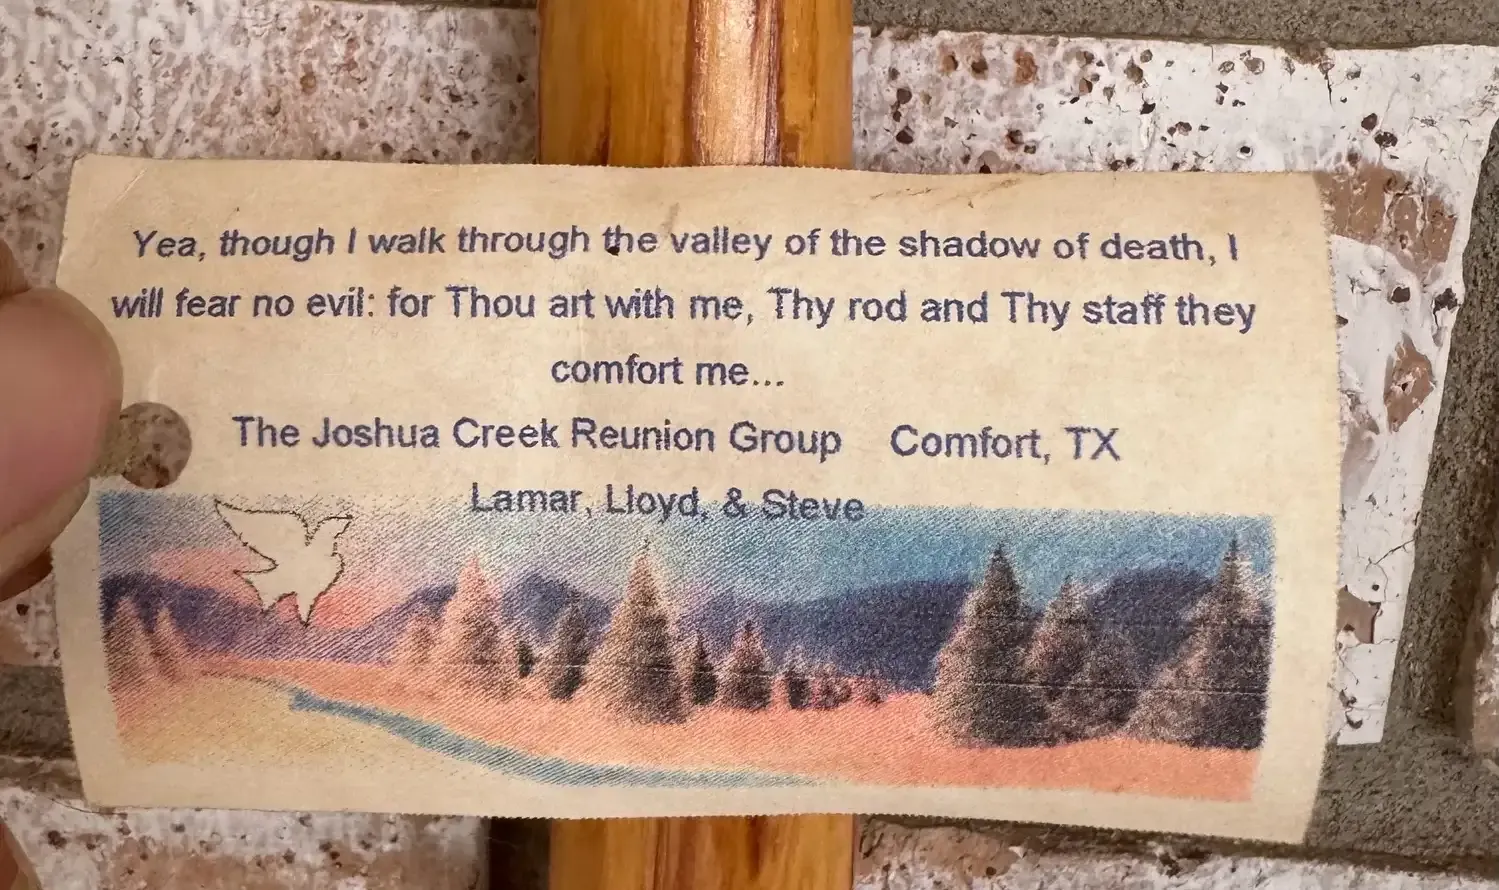 Yea, though I walk through the valley of the shadow of death, I
will fear no evil: for Thou art with me, Thy rod and Thy staff they
comfort me...
The Joshua Creek Reunion Group Comfort, TX
Lamar, Lloyd, & Steve